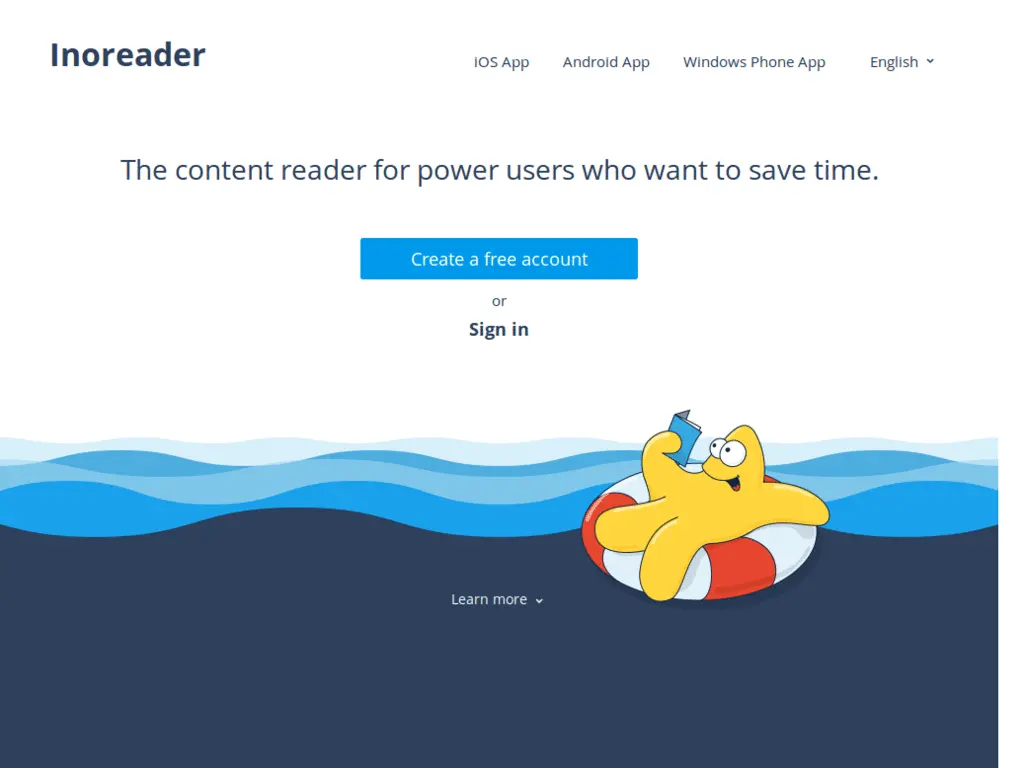 Inoreader
iOS App Android App Windows Phone App English
The content reader for power users who want to save time.
Create a free account
or
Sign in
Learn more